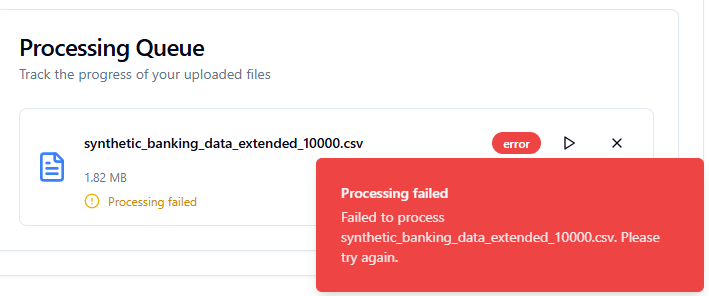 Processing Queue
Track the progress of your uploaded files
synthetic_banking_data_extended_10000.csv
error
1.82 MB
Processing failed
Processing failed
Failed to process
synthetic_banking_data_extended_10000.csv. Please
try again.